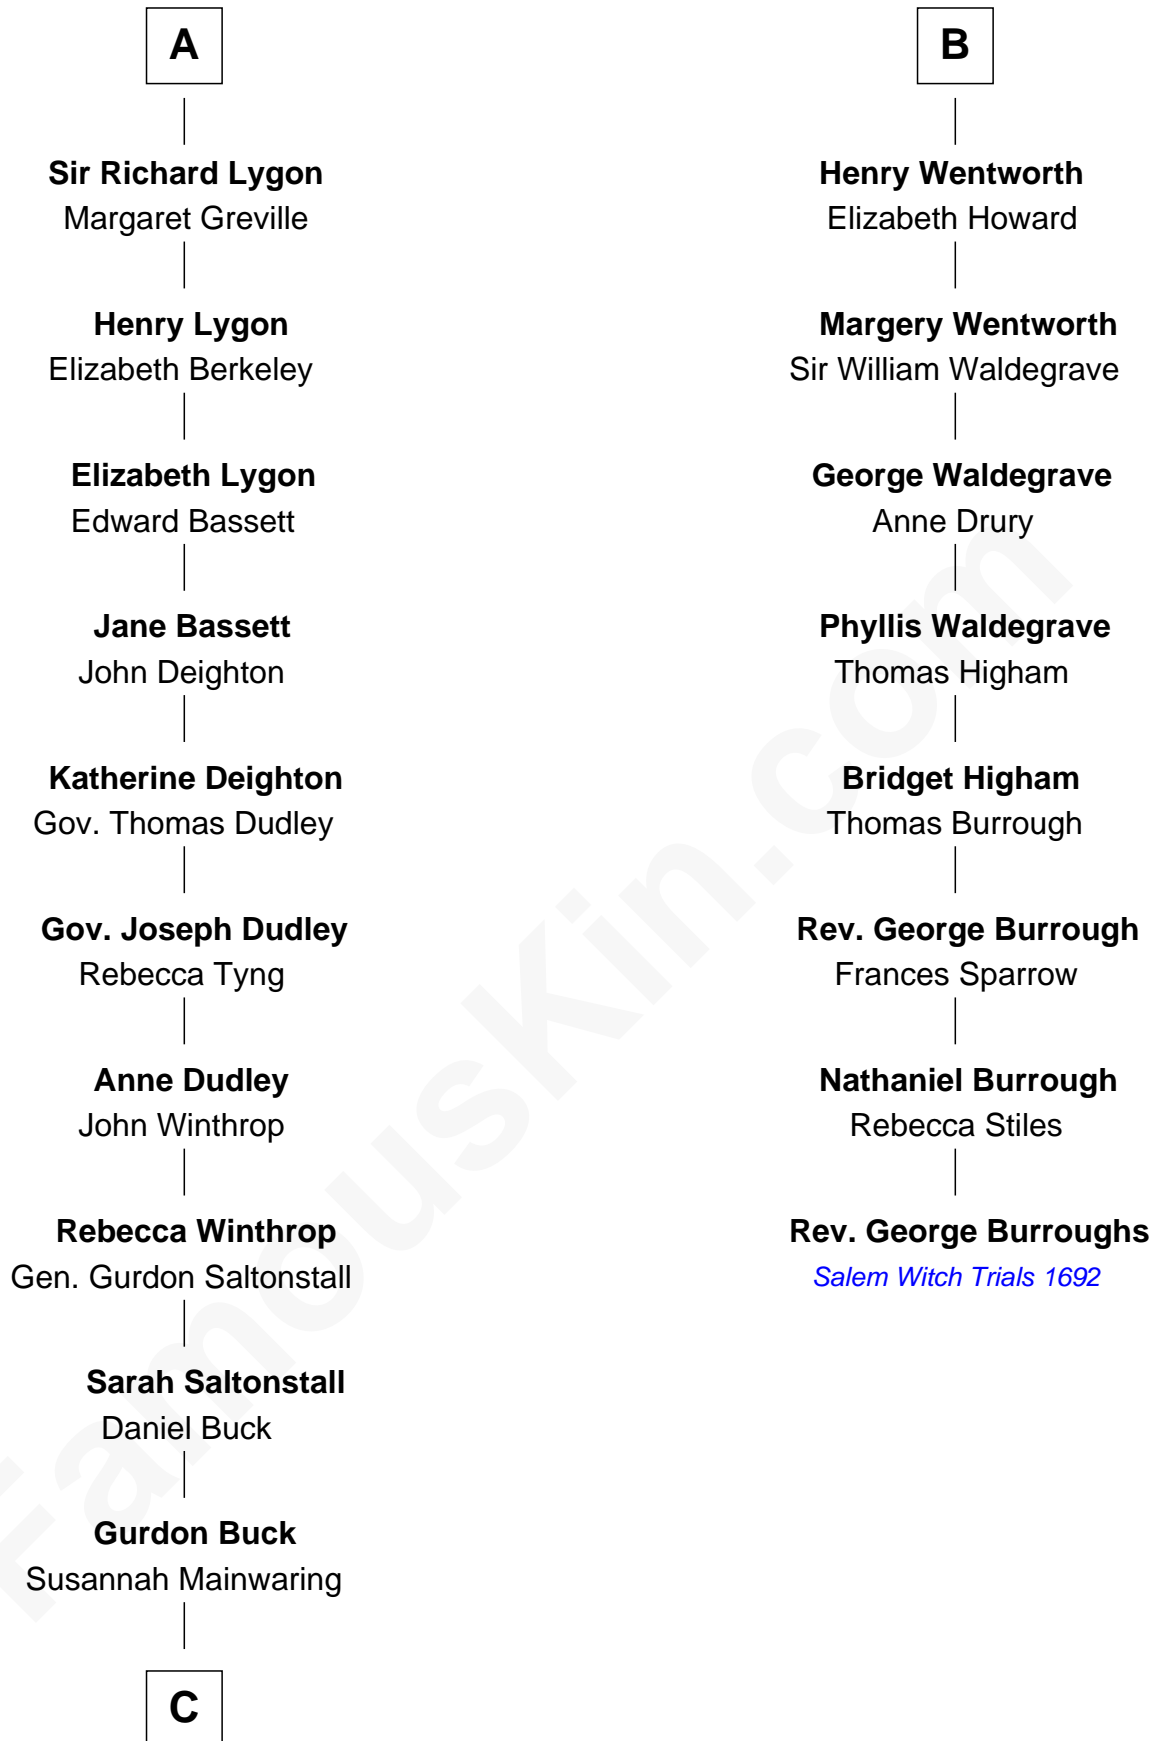 A
Sir Richard Lygon
Margaret Greville
Henry Lygon
Elizabeth Berkeley
Elizabeth Lygon
Edward Bassett
Jane Bassett
John Deighton
Katherine Deighton
Gov. Thomas Dudley
Gov. Joseph Dudley
Rebecca Tyng
Anne Dudley
John Winthrop
Rebecca Winthrop
Gen. Gurdon Saltonstall
Sarah Saltonstall
Daniel Buck
Gurdon Buck
Susannah Mainwaring
C
B
Henry Wentworth
Elizabeth Howard
Margery Wentworth
Sir William Waldegrave
George Waldegrave
Anne Drury
Phyllis Waldegrave
Thomas Higham
Bridget Higham
Thomas Burrough
Rev. George Burrough
Frances Sparrow
Nathaniel Burrough
Rebecca Stiles
Rev. George Burroughs
Salem Witch Trials 1692
FamousKin.com